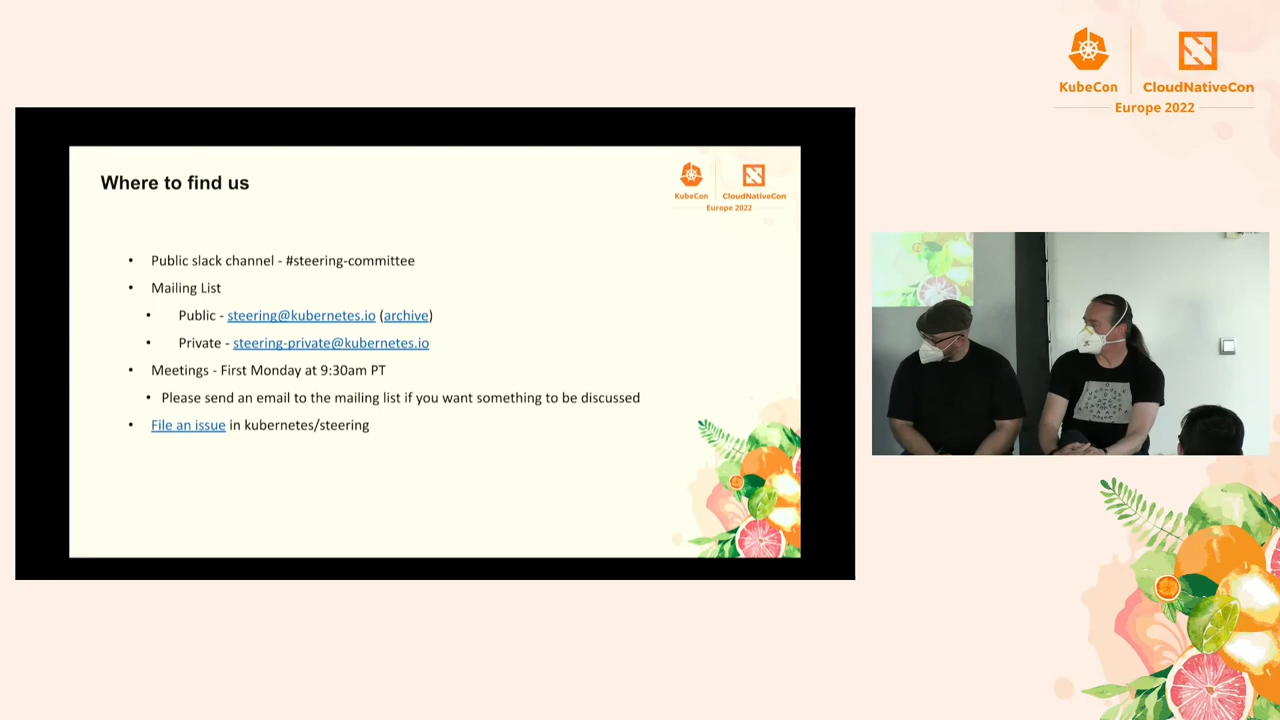 KubeCon
CloudNativeCon
Europe 2022
Where to find us
KubeCon
CloudNativeCon
Europe 2022
• Public slack channel - #steering-committee
• Mailing List
• Public - steering@kubernetes.io (archive)
• Private - steering-private@kubernetes.io
• Meetings - First Monday at 9:30am PT
• Please send an email to the mailing list if you want something to be discussed
• File an issue in kubernetes/steering